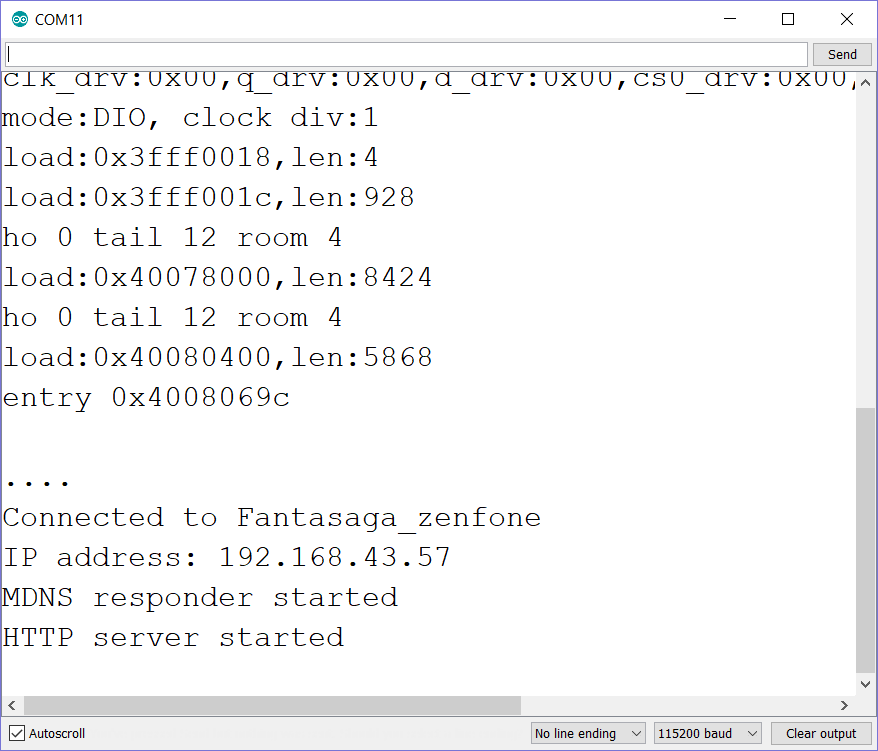 COM11
Send
clk_drv:0x00,q_drv:0x00,d_drv:0x00,cs0_drv:0x00,
mode:DIO, clock div:1
load:0x3fff0018,len:4
load:0x3fff001c,len:928
ho 0 tail 12 room 4
load:0x40078000,len:8424
ho 0 tail 12 room 4
load:0x40080400,len:5868
entry 0x4008069c
....
Connected to Fantasaga_zenfone
IP address: 192.168.43.57
MDNS responder started
HTTP server started
Autoscroll
No line ending
115200 baud
Clear output